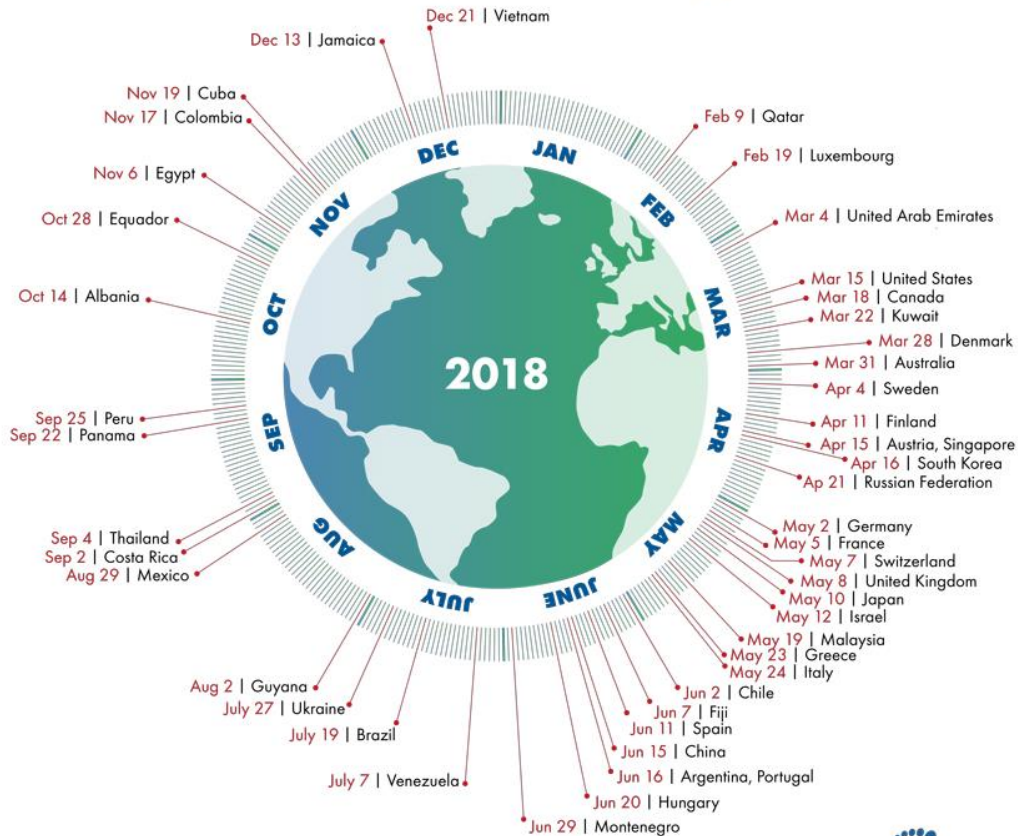 Dec 21 | Vietnam
Dec 13 | Jamaica
Nov 19 | Cuba
Nov 17 | Colombia
Nov 6 | Egypt
Oct 28 | Equador
Oct 14 | Albania
Sep 25 | Peru
Sep 22 | Panama
Sep 4 | Thailand
Sep 2 | Costa Rica
Aug 29 | Mexico
Aug 2 | Guyana
July 27 | Ukraine
July 19 | Brazil
July 7 | Venezuela
Feb 9 | Qatar
Feb 19 | Luxembourg
Mar 4 | United Arab Emirates
Mar 15 | United States
Mar 18 | Canada
Mar 22 | Kuwait
Mar 28 | Denmark
Mar 31 | Australia
Apr 4 | Sweden
Apr 11 | Finland
Apr 15 | Austria, Singapore
Apr 16 | South Korea
Ap 21 | Russian Federation
May 2 | Germany
May 5 | France
May 7 | Switzerland
May 8 | United Kingdom
May 10 | Japan
May 12 | Israel
May 19 | Malaysia
May 23 | Greece
May 24 | Italy
Jun 2 | Chile
Jun 7 | Fiji
Jun 11 | Spain
Jun 15 | China
Jun 16 | Argentina, Portugal
Jun 20 | Hungary
Jun 29 | Montenegro
JAN
FEB
MAR
APR
MAY
JUNE
JULY
AUG
SEP
OCT
NOV
DEC
2018